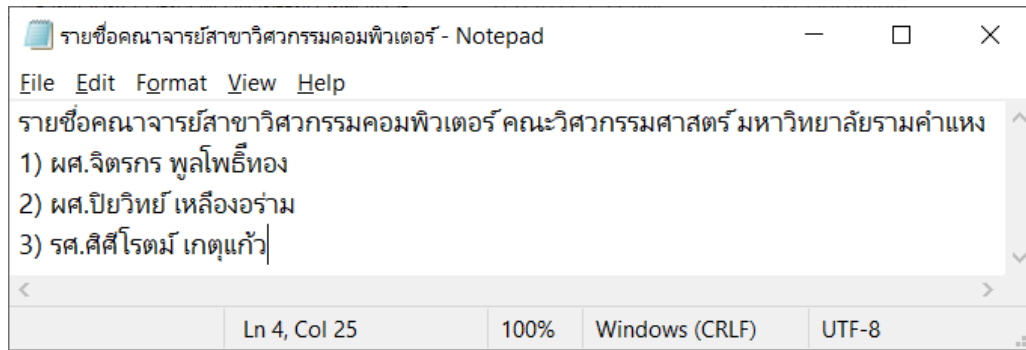 รายชื่อคณาจารย์สาขาวิศวกรรมคอมพิวเตอร์ - Notepad
File Edit Format View Help
รายชื่อคณาจารย์สาขาวิศวกรรมคอมพิวเตอร์ คณะวิศวกรรมศาสตร์ มหาวิทยาลัยรามคำแหง
1) ผศ.จิตรกร พูลโพธิ์ทอง
2) ผศ.ปิยวิทย์ เหลืองอร่าม
3) รศ.ศิศีโรตม์ เกตุแก้ว
Ln 4, Col 25 100% Windows (CRLF) UTF-8